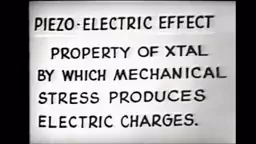 PIEZO-ELECTRIC EFFECT
PROPERTY OF XTAL
BY WHICH MECHANICAL
STRESS PRODUCES
ELECTRIC CHARGES.